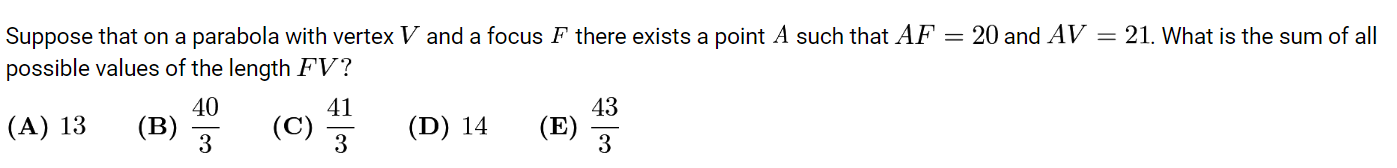 Suppose that on a parabola with vertex V and a focus F there exists a point A such that AF = 20 and AV = 21. What is the sum of all
possible values of the length FV?
(A) 13 (B) 40/3 (C) 41/3 (D) 14 (E) 43/3